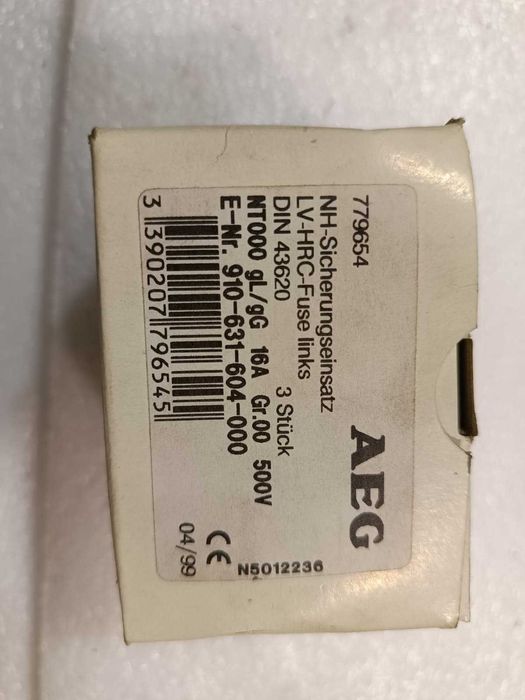 779654
AEG
NH-Sicherungseinsatz
LV-HRC-Fuse links
DIN 43620 3 Stück
NT000 gL/gG 16A Gr.00 500V
E-Nr. 910-631-604-000
3 390207 796545
CE
04/99
N5012236